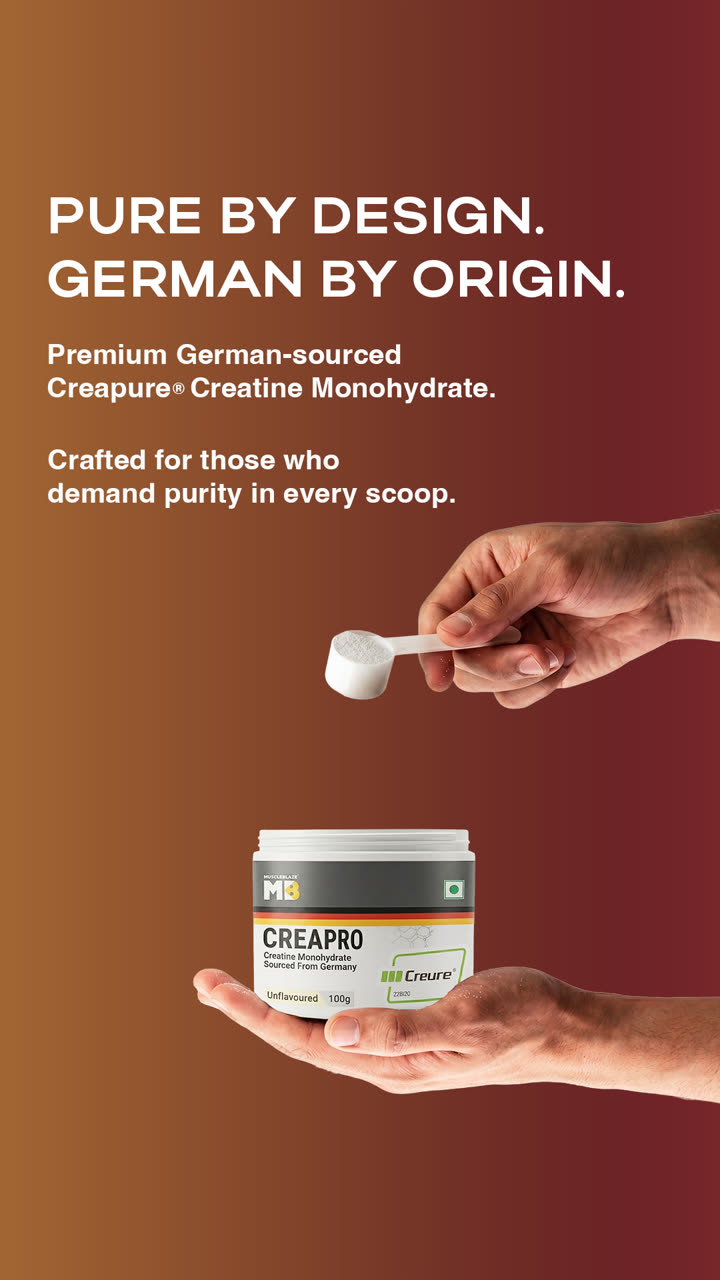 PURE BY DESIGN.
GERMAN BY ORIGIN.
Premium German-sourced
Creapure® Creatine Monohydrate.
Crafted for those who
demand purity in every scoop.
MUSCLEBLAZE
MB
CREAPRO
Creatine Monohydrate
Sourced From Germany
Creure®
Unflavoured 100g